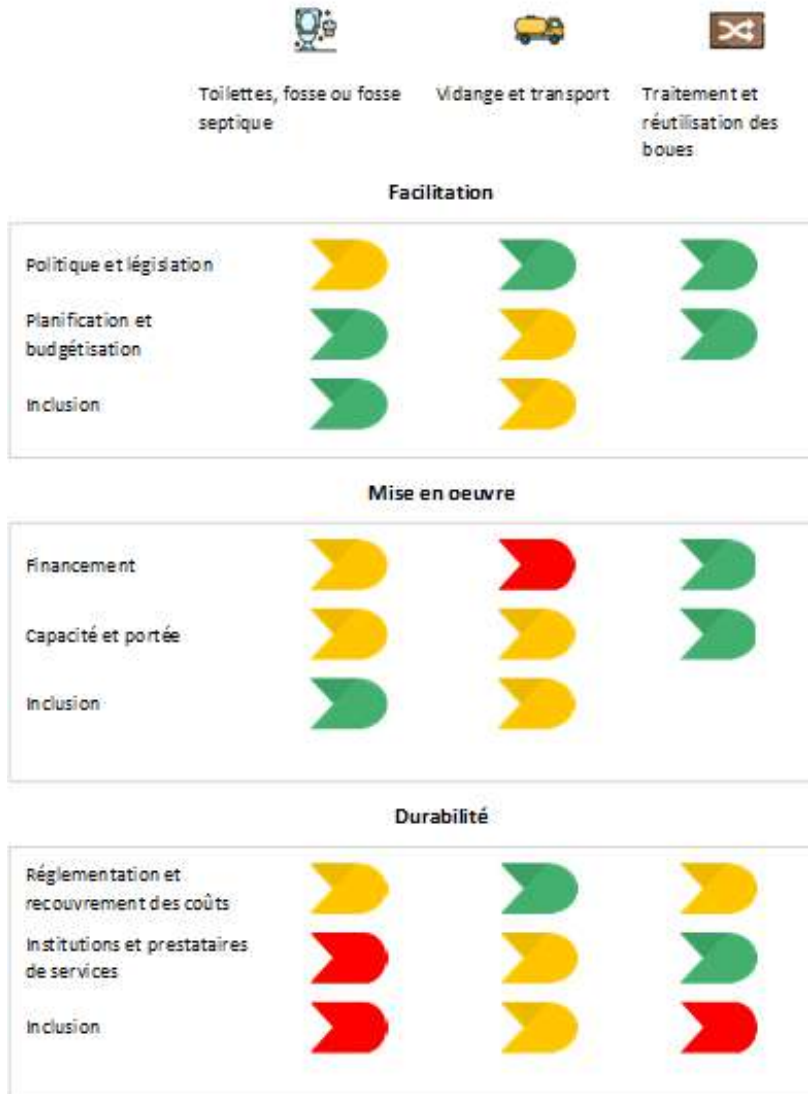 Toilettes, fosse ou fosse
septique
Vidange et transport
Traitement et
réutilisation des
boues
Facilitation
Politique et législation
Planification et
budgétisation
Inclusion
Mise en oeuvre
Financement
Capacité et portée
Inclusion
Durabilité
Réglementation et
recouvrement des coûts
Institutions et prestataires
de services
Inclusion